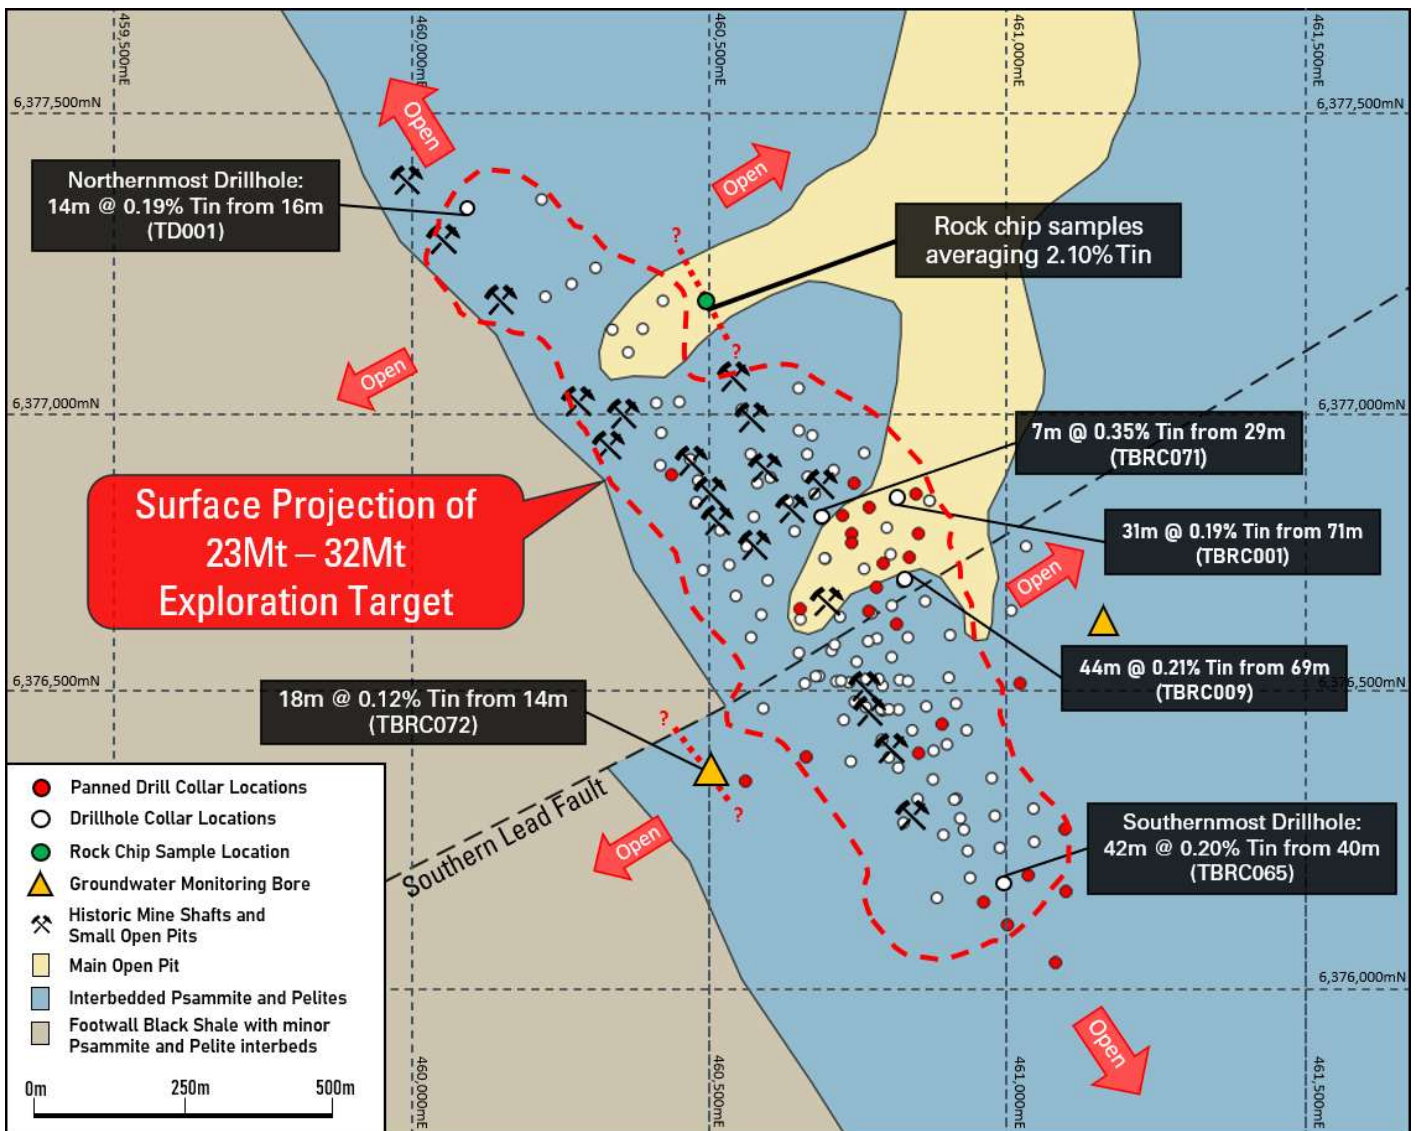 459,500mE
460,000mE
460,500mE
461,000mE
461,500mE
6,377,500mN
6,377,500mN
Open
Open
Northernmost Drillhole:
14m @ 0.19% Tin from 16m
(TD001)
?
Rock chip samples
averaging 2.10% Tin
?
Open
6,377,000mN
6,377,000mN
7m @ 0.35% Tin from 29m
(TBRC071)
Surface Projection of
23Mt – 32Mt
Exploration Target
31m @ 0.19% Tin from 71m
(TBRC001)
Open
44m @ 0.21% Tin from 69m
(TBRC009)
6,376,500mN
6,376,500mN
18m @ 0.12% Tin from 14m
(TBRC072)
?
?
Southern Lead Fault
Open
Southernmost Drillhole:
42m @ 0.20% Tin from 40m
(TBRC065)
6,376,000mN
Open
Panned Drill Collar Locations
Drillhole Collar Locations
Rock Chip Sample Location
Groundwater Monitoring Bore
Historic Mine Shafts and
Small Open Pits
Main Open Pit
Interbedded Psammite and Pelites
Footwall Black Shale with minor
Psammite and Pelite interbeds
0m
250m
500m
460,000mE
460,500mE
461,000mE
461,500mE